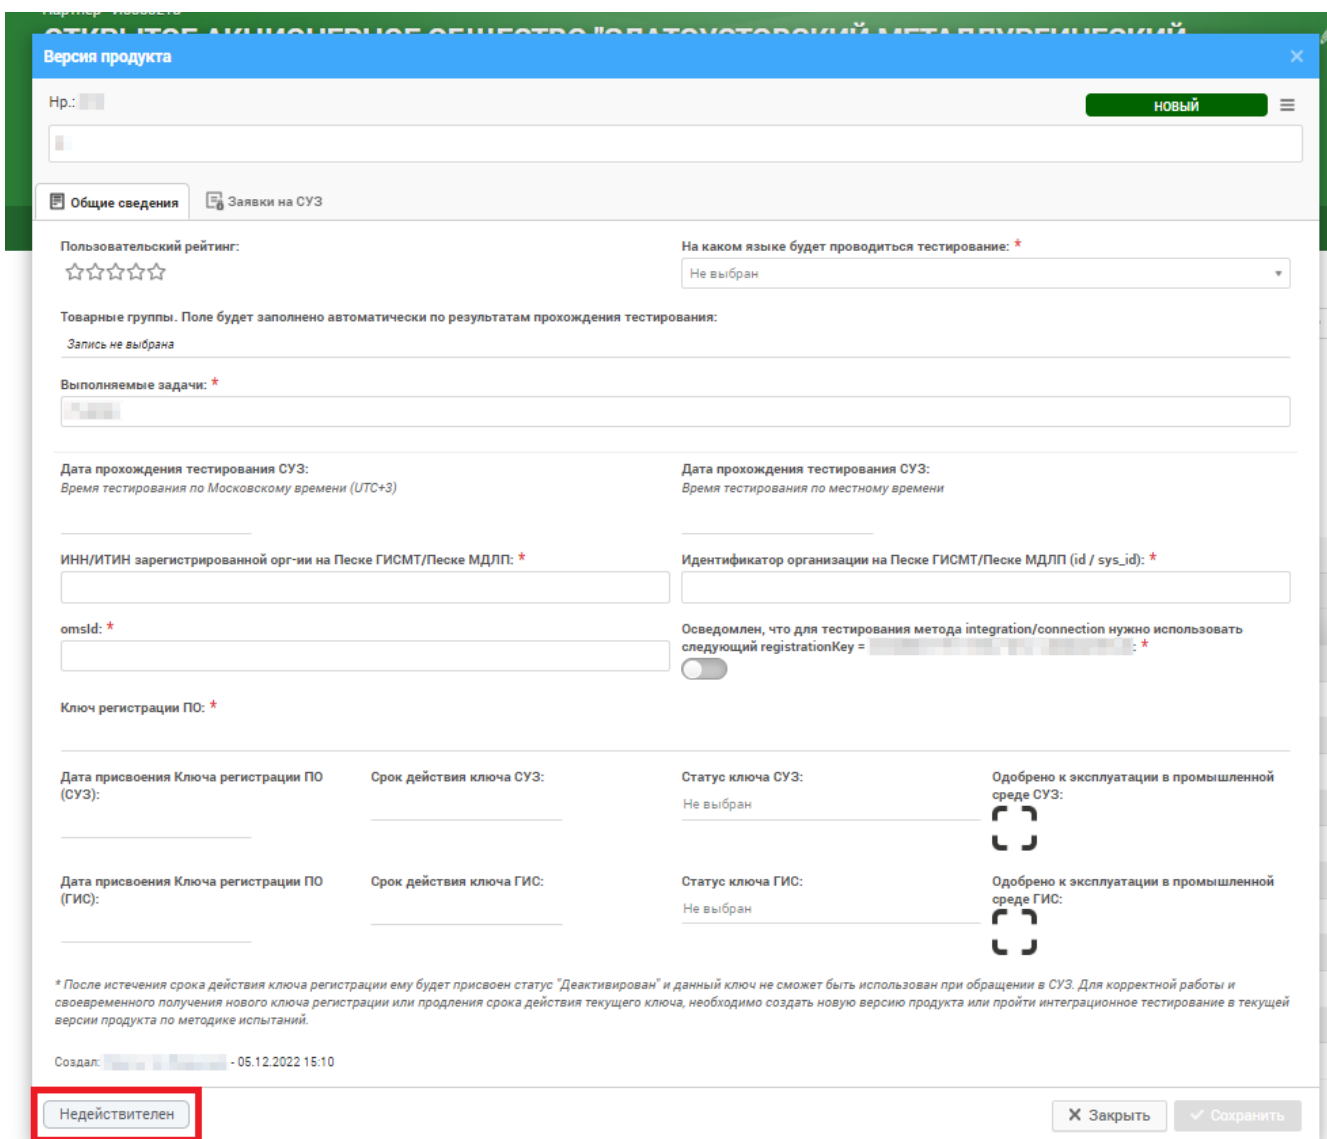 ОТКРЫТОЕ АКЦИОНЕРНОЕ ОБЩЕСТВО "ЗЛАТОУСТОВСКИЙ МЕТАЛЛУРГИЧЕСКИЙ
Версия продукта
Нр.:
НОВЫЙ
Общие сведения Заявки на СУЗ
Пользовательский рейтинг:
На каком языке будет проводиться тестирование: *
Не выбран
Товарные группы. Поле будет заполнено автоматически по результатам прохождения тестирования:
Запись не выбрана
Выполняемые задачи: *
Дата прохождения тестирования СУЗ:
Время тестирования по Московскому времени (UTC+3)
Дата прохождения тестирования СУЗ:
Время тестирования по местному времени
ИНН/ИТИН зарегистрированной орг-ии на Песке ГИСМТ/Песке МДЛП: *
Идентификатор организации на Песке ГИСМТ/Песке МДЛП (id / sys_id): *
omsId: *
Осведомлен, что для тестирования метода integration/connection нужно использовать
следующий registrationKey = : *
Ключ регистрации ПО: *
Дата присвоения Ключа регистрации ПО
(СУЗ):
Срок действия ключа СУЗ:
Статус ключа СУЗ:
Не выбран
Одобрено к эксплуатации в промышленной
среде СУЗ:
Дата присвоения Ключа регистрации ПО
(ГИС):
Срок действия ключа ГИС:
Статус ключа ГИС:
Не выбран
Одобрено к эксплуатации в промышленной
среде ГИС:
* После истечения срока действия ключа регистрации ему будет присвоен статус "Деактивирован" и данный ключ не сможет быть использован при обращении в СУЗ. Для корректной работы и
своевременного получения нового ключа регистрации или продления срока действия текущего ключа, необходимо создать новую версию продукта или пройти интеграционное тестирование в текущей
версии продукта по методике испытаний.
Создал: - 05.12.2022 15:10
Недействителен
Закрыть
Сохранить